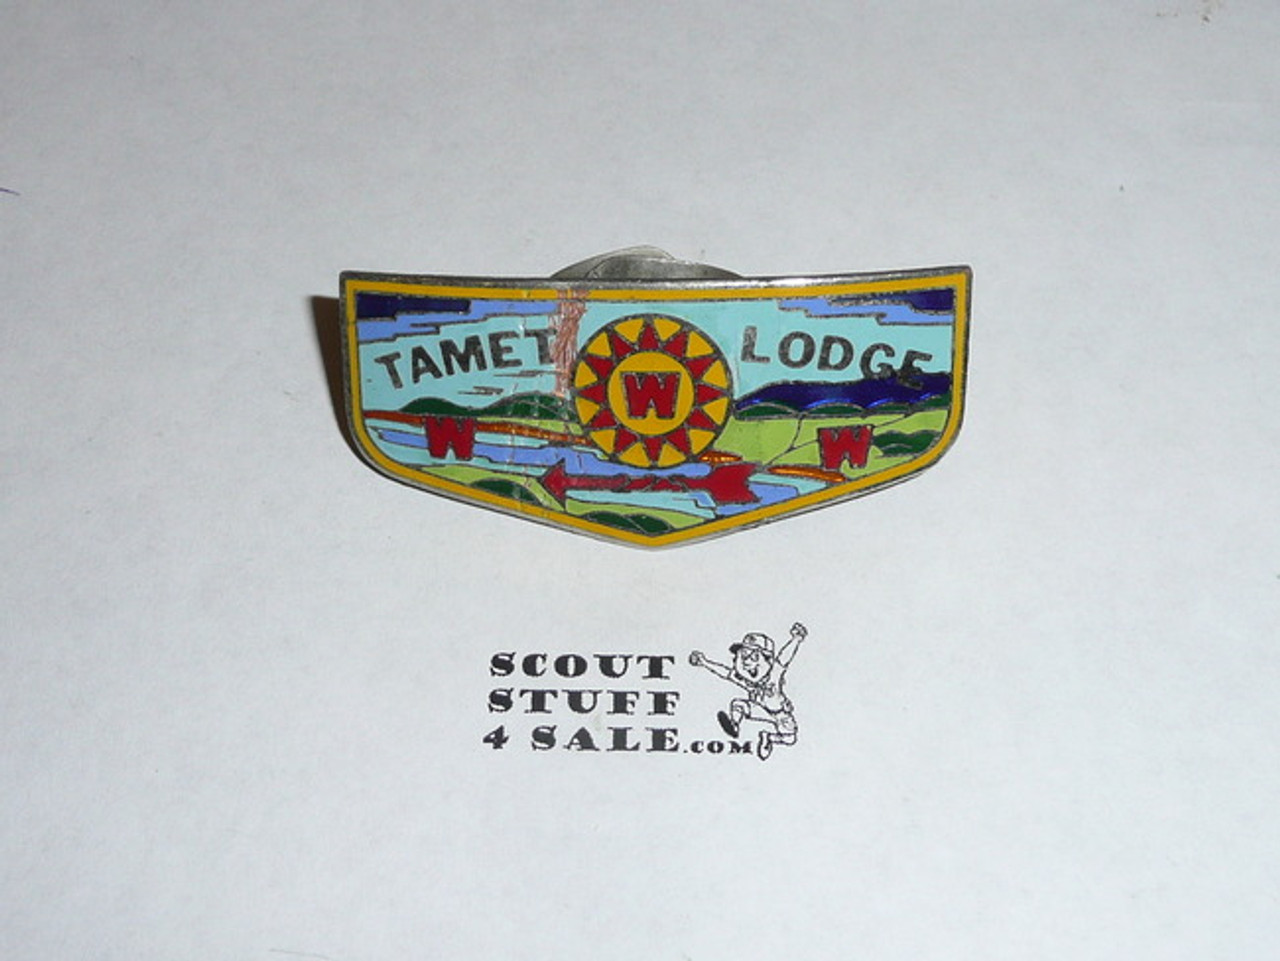 TAMET LODGE
W
W W
SCOUT
STUFF
4 SALE.COM